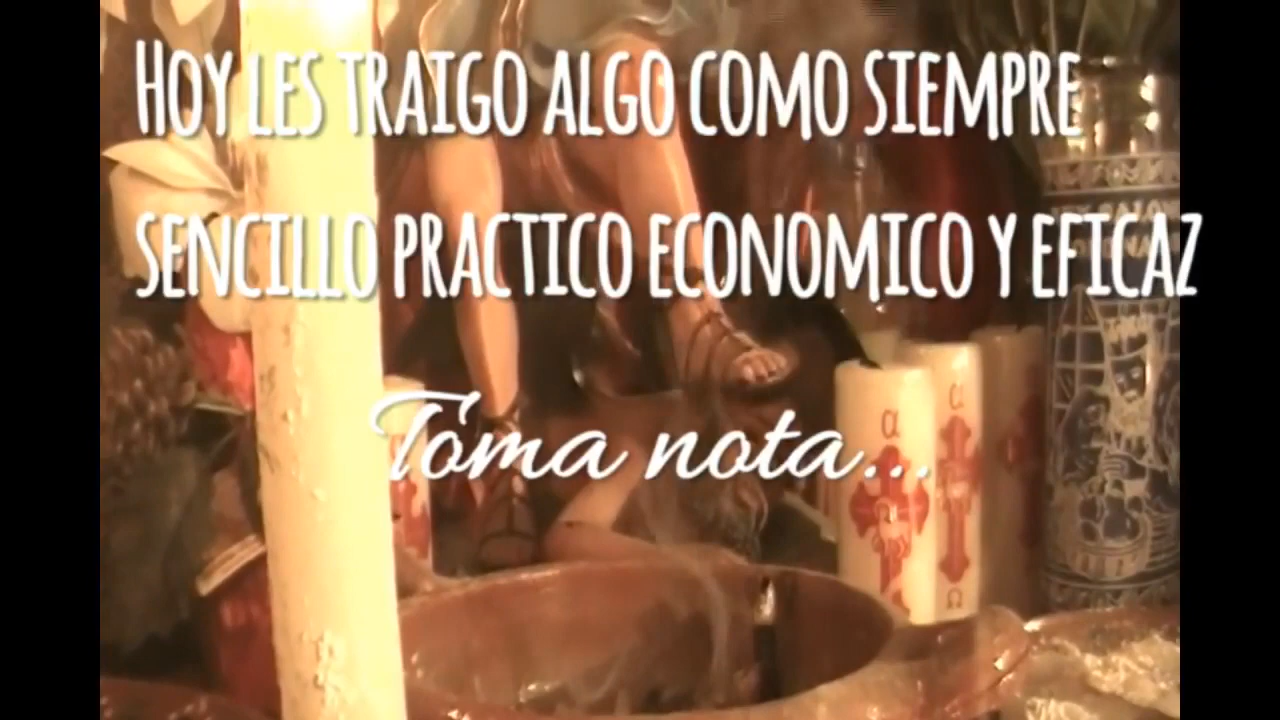 HOY LES TRAIGO ALGO COMO SIEMPRE
SENCILLO PRACTICO ECONOMICO Y EFICAZ
Toma nota...
α
α
Ω